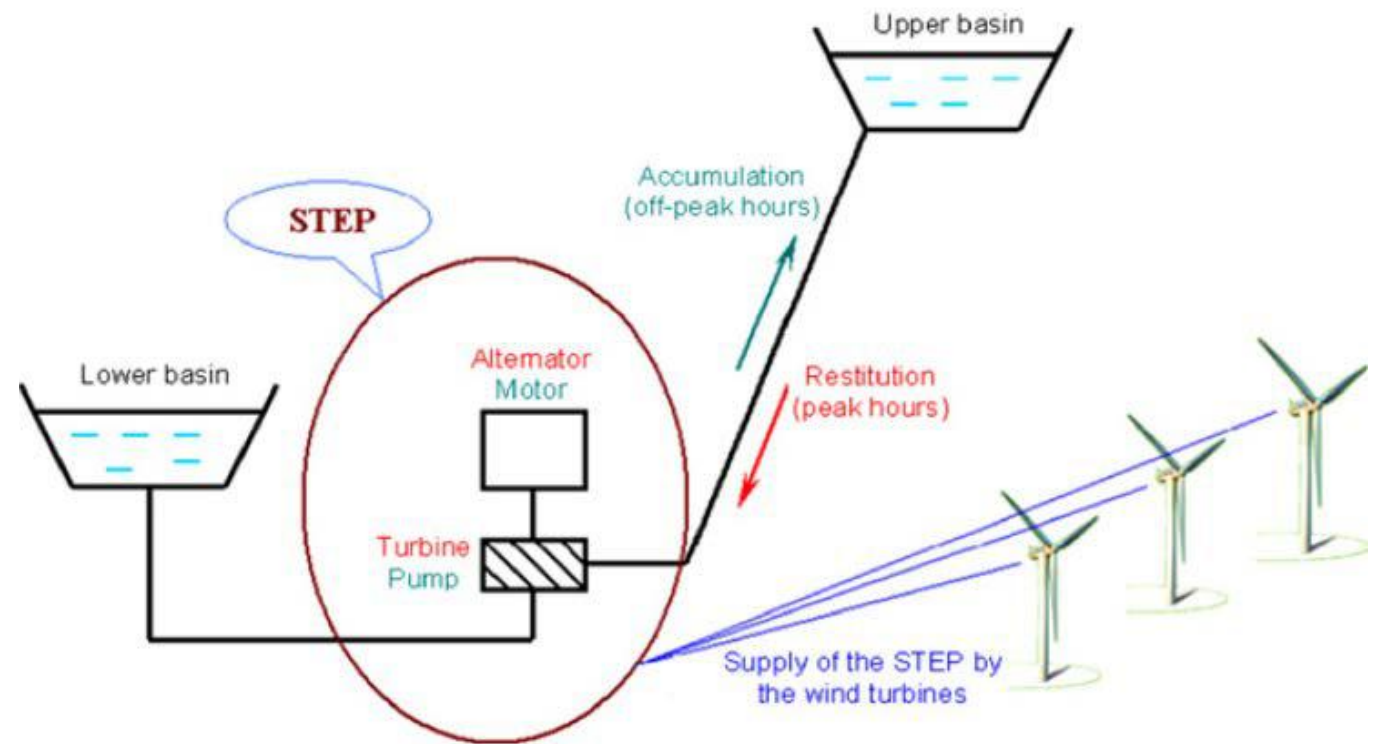 Upper basin
Accumulation
(off-peak hours)
STEP
Lower basin
Alternator
Motor
Restitution
(peak hours)
Turbine
Pump
Supply of the STEP by
the wind turbines